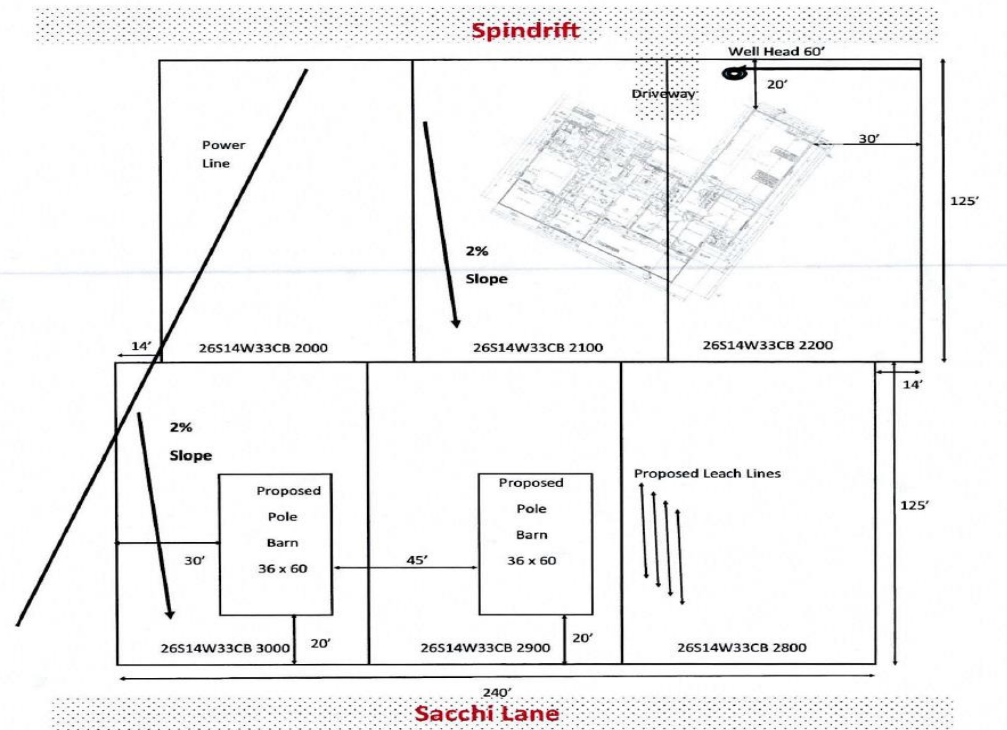 Spindrift
Well Head 60’
Driveway
20’
30’
Power
Line
125’
2%
Slope
14’
26S14W33CB 2000
26S14W33CB 2100
26S14W33CB 2200
14’
2%
Slope
Proposed
Pole
Barn
36 x 60
Proposed
Pole
Barn
36 x 60
Proposed Leach Lines
125’
30’
45’
20’
20’
26S14W33CB 3000
26S14W33CB 2900
26S14W33CB 2800
240’
Sacchi Lane